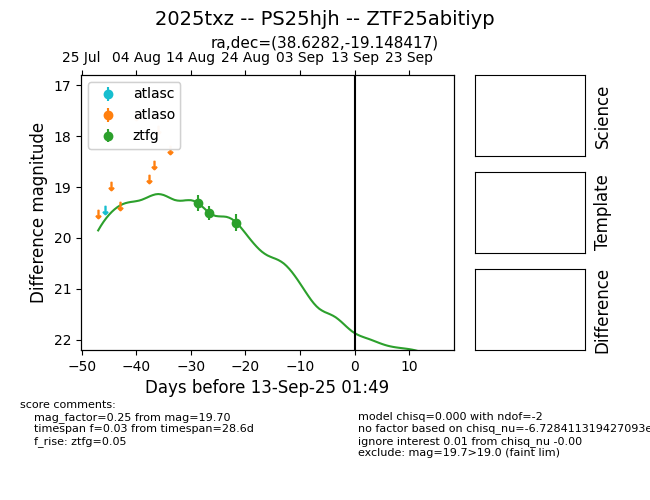 2025txz -- PS25hjh -- ZTF25abitiyp
ra,dec=(38.6282,-19.148417)
25 Jul 04 Aug 14 Aug 24 Aug 03 Sep 13 Sep 23 Sep
17
18
19
20
21
22
Difference magnitude
atlasc
atlaso
ztfg
−50 −40 −30 −20 −10 0 10
Days before 13-Sep-25 01:49
Science
Template
Difference
score comments:
mag_factor=0.25 from mag=19.70
timespan f=0.03 from timespan=28.6d
f_rise: ztfg=0.05
model chisq=0.000 with ndof=-2
no factor based on chisq_nu=-6.728411319427093e
ignore interest 0.01 from chisq_nu -0.00
exclude: mag=19.7>19.0 (faint lim)